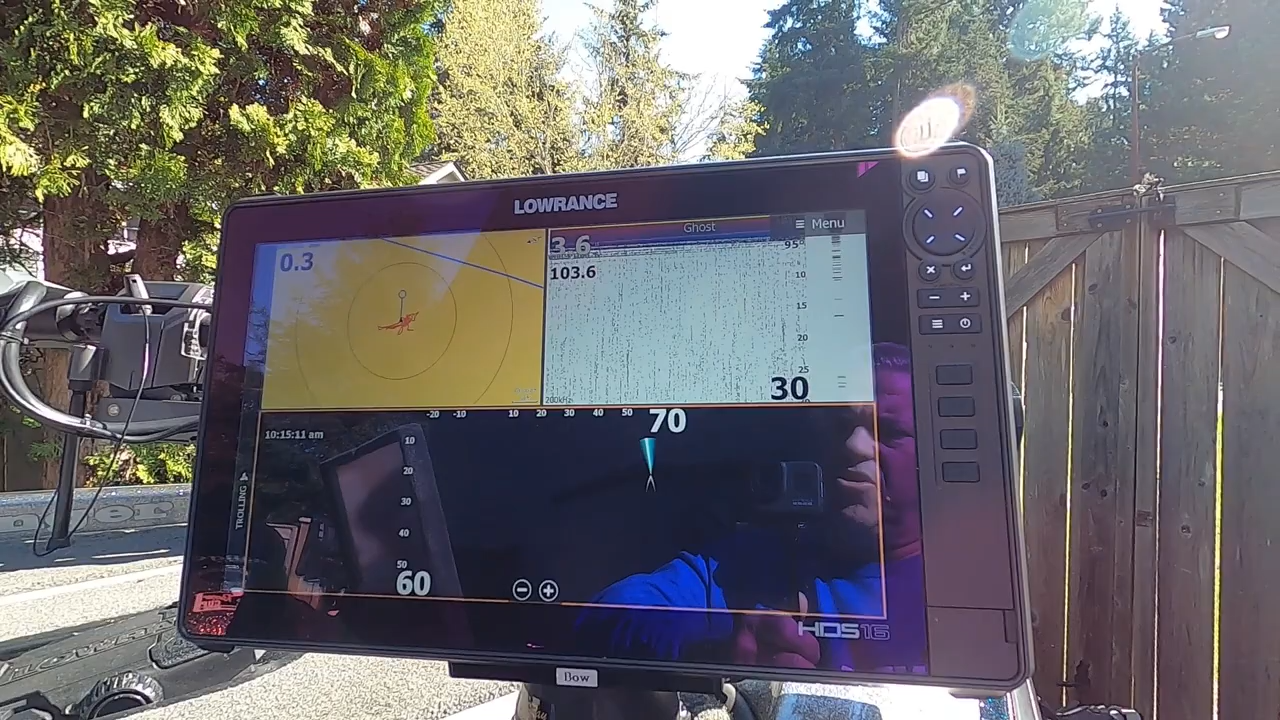 LOWRANCE
Ghost
Menu
0.3
3.6
103.6
95°
10
15
20
25
30
200kHz
-20 -10 10 20 30 40 50 70
10:15:11 am
10
20
30
40
50
60
TROLLING
HDS16
Bow